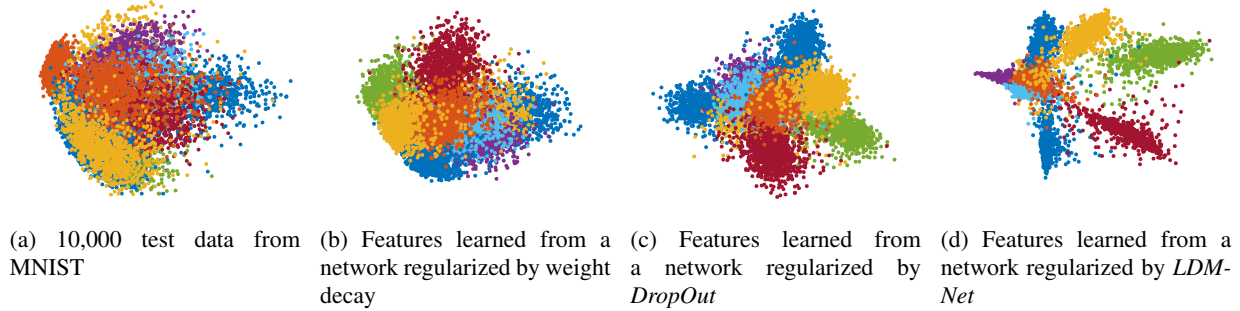 (a) 10,000 test data from
MNIST
(b) Features learned from a
network regularized by weight
decay
(c) Features learned from
a network regularized by
DropOut
(d) Features learned from a
network regularized by LDM-
Net